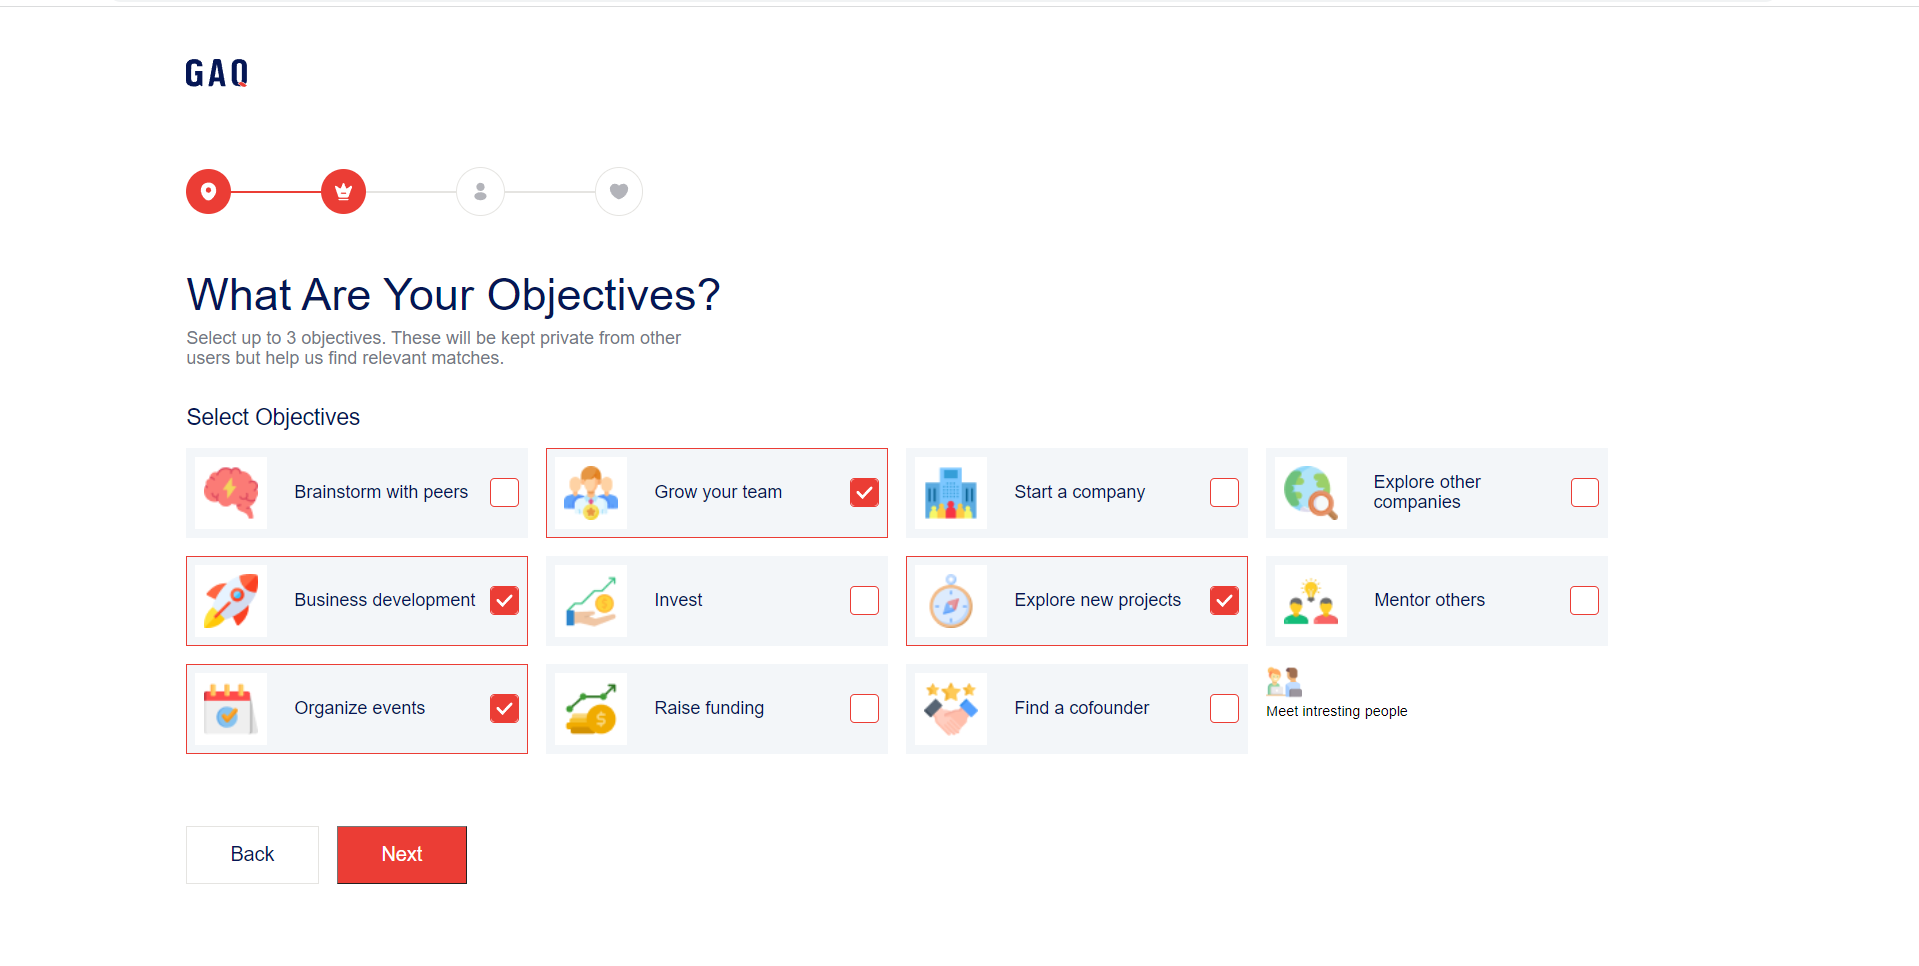 GAQ
What Are Your Objectives?
Select up to 3 objectives. These will be kept private from other
users but help us find relevant matches.
Select Objectives
Brainstorm with peers
Grow your team
Start a company
Explore other
companies
Business development
Invest
Explore new projects
Mentor others
Organize events
Raise funding
Find a cofounder
Meet intresting people
Back
Next